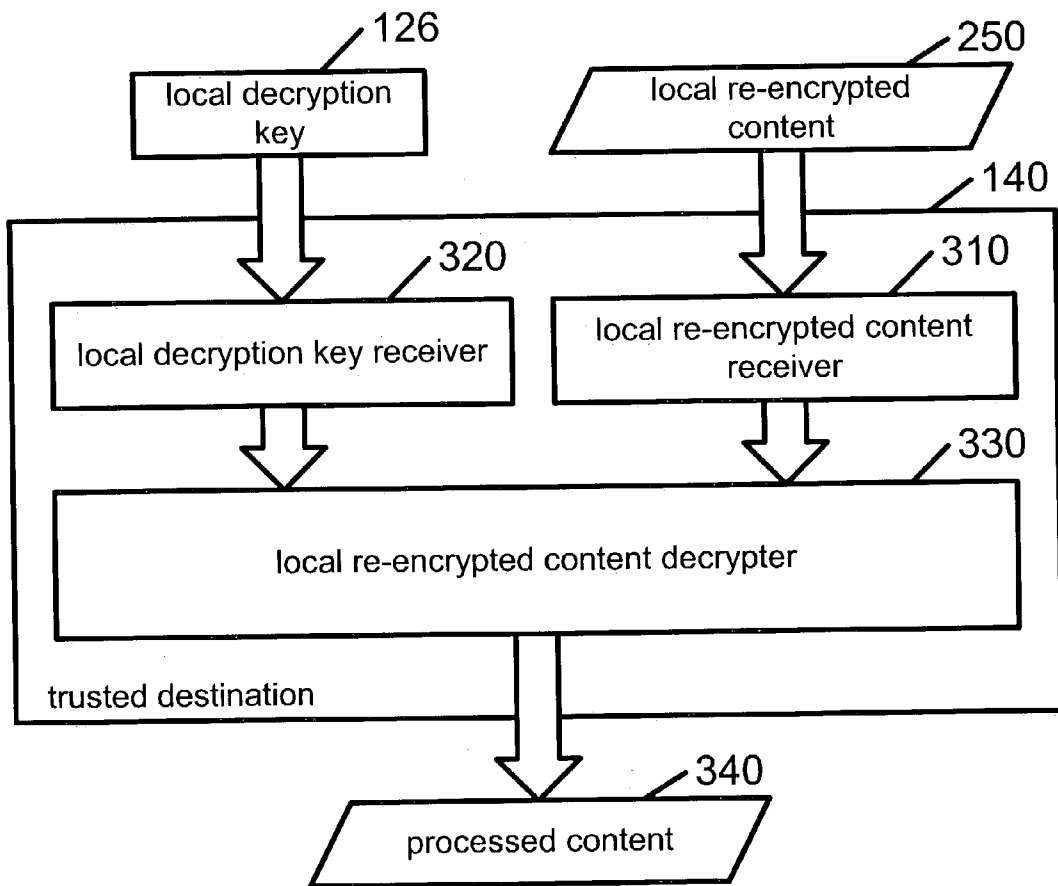 126
250
local decryption
key
local re-encrypted
content
140
320
310
local decryption key receiver
local re-encrypted content
receiver
330
local re-encrypted content decrypter
trusted destination
340
processed content